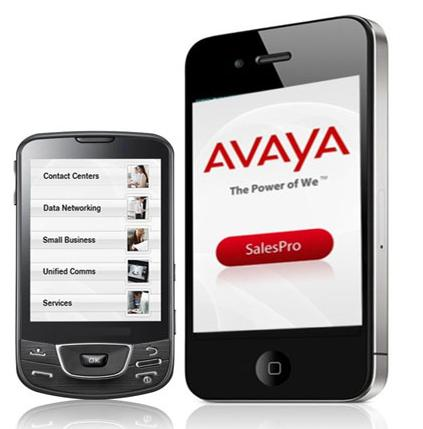 Contact Centers
Data Networking
Small Business
Unified Comms
Services
OK
AVAYA
The Power of We™
SalesPro